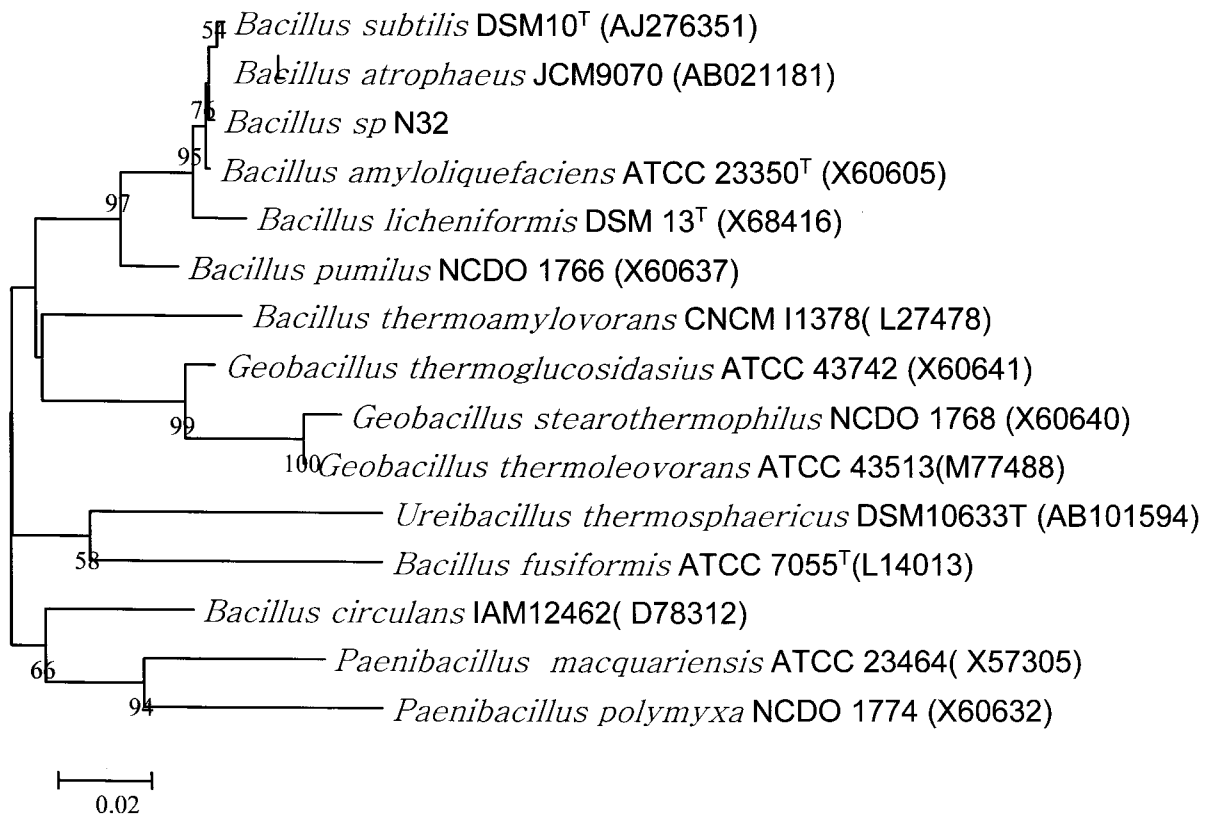 54 Bacillus subtilis DSM10ᵀ (AJ276351)
Bacillus atrophaeus JCM9070 (AB021181)
76
Bacillus sp N32
95
Bacillus amyloliquefaciens ATCC 23350ᵀ (X60605)
97
Bacillus licheniformis DSM 13ᵀ (X68416)
Bacillus pumilus NCDO 1766 (X60637)
Bacillus thermoamylovorans CNCM I1378( L27478)
Geobacillus thermoglucosidasius ATCC 43742 (X60641)
Geobacillus stearothermophilus NCDO 1768 (X60640)
99
100 Geobacillus thermoleovorans ATCC 43513(M77488)
Ureibacillus thermosphaericus DSM10633T (AB101594)
58
Bacillus fusiformis ATCC 7055ᵀ(L14013)
Bacillus circulans IAM12462( D78312)
66
Paenibacillus macquariensis ATCC 23464( X57305)
94
Paenibacillus polymyxa NCDO 1774 (X60632)
0.02